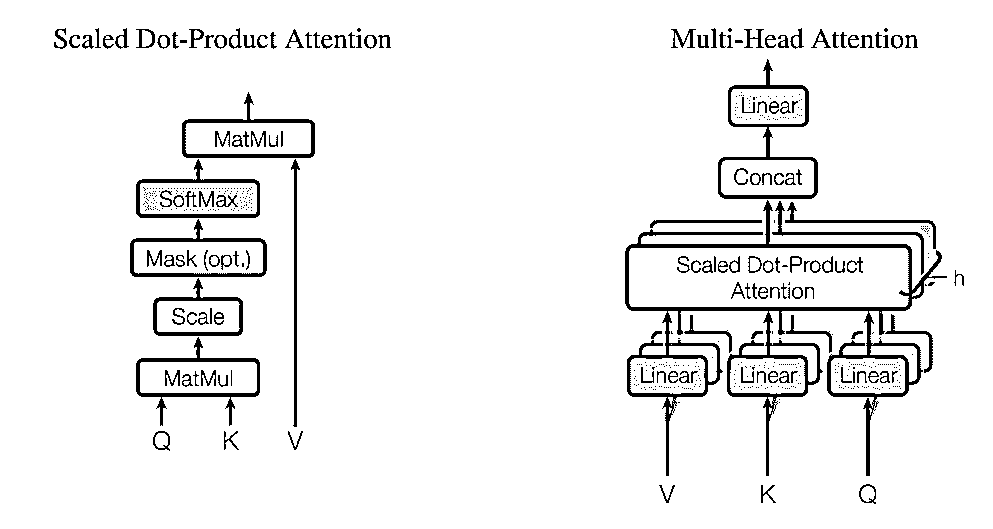 Scaled Dot-Product Attention
MatMul
SoftMax
Mask (opt.)
Scale
MatMul
Q K V
Multi-Head Attention
Linear
Concat
Scaled Dot-Product
Attention
h
Linear Linear Linear
V K Q